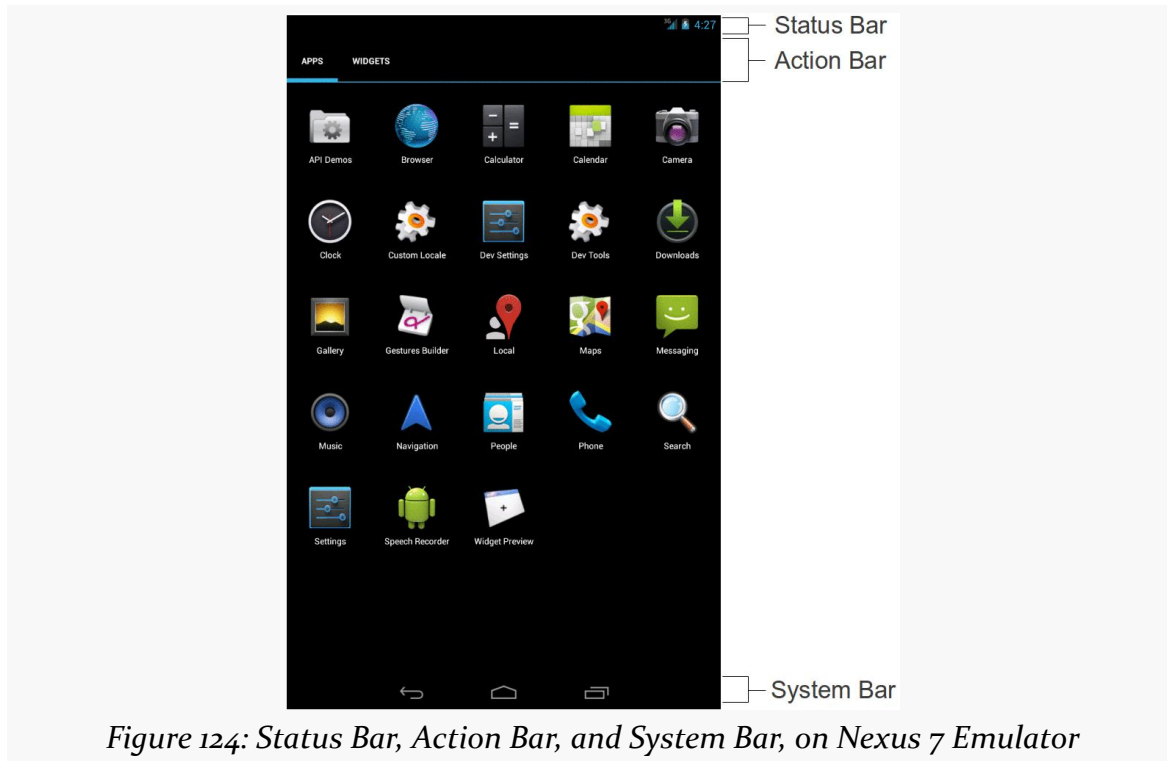 3G 4:27
Status Bar
Action Bar
APPS WIDGETS
API Demos Browser Calculator Calendar Camera
Clock Custom Locale Dev Settings Dev Tools Downloads
Gallery Gestures Builder Local Maps Messaging
Music Navigation People Phone Search
Settings Speech Recorder Widget Preview
System Bar
Figure 124: Status Bar, Action Bar, and System Bar, on Nexus 7 Emulator